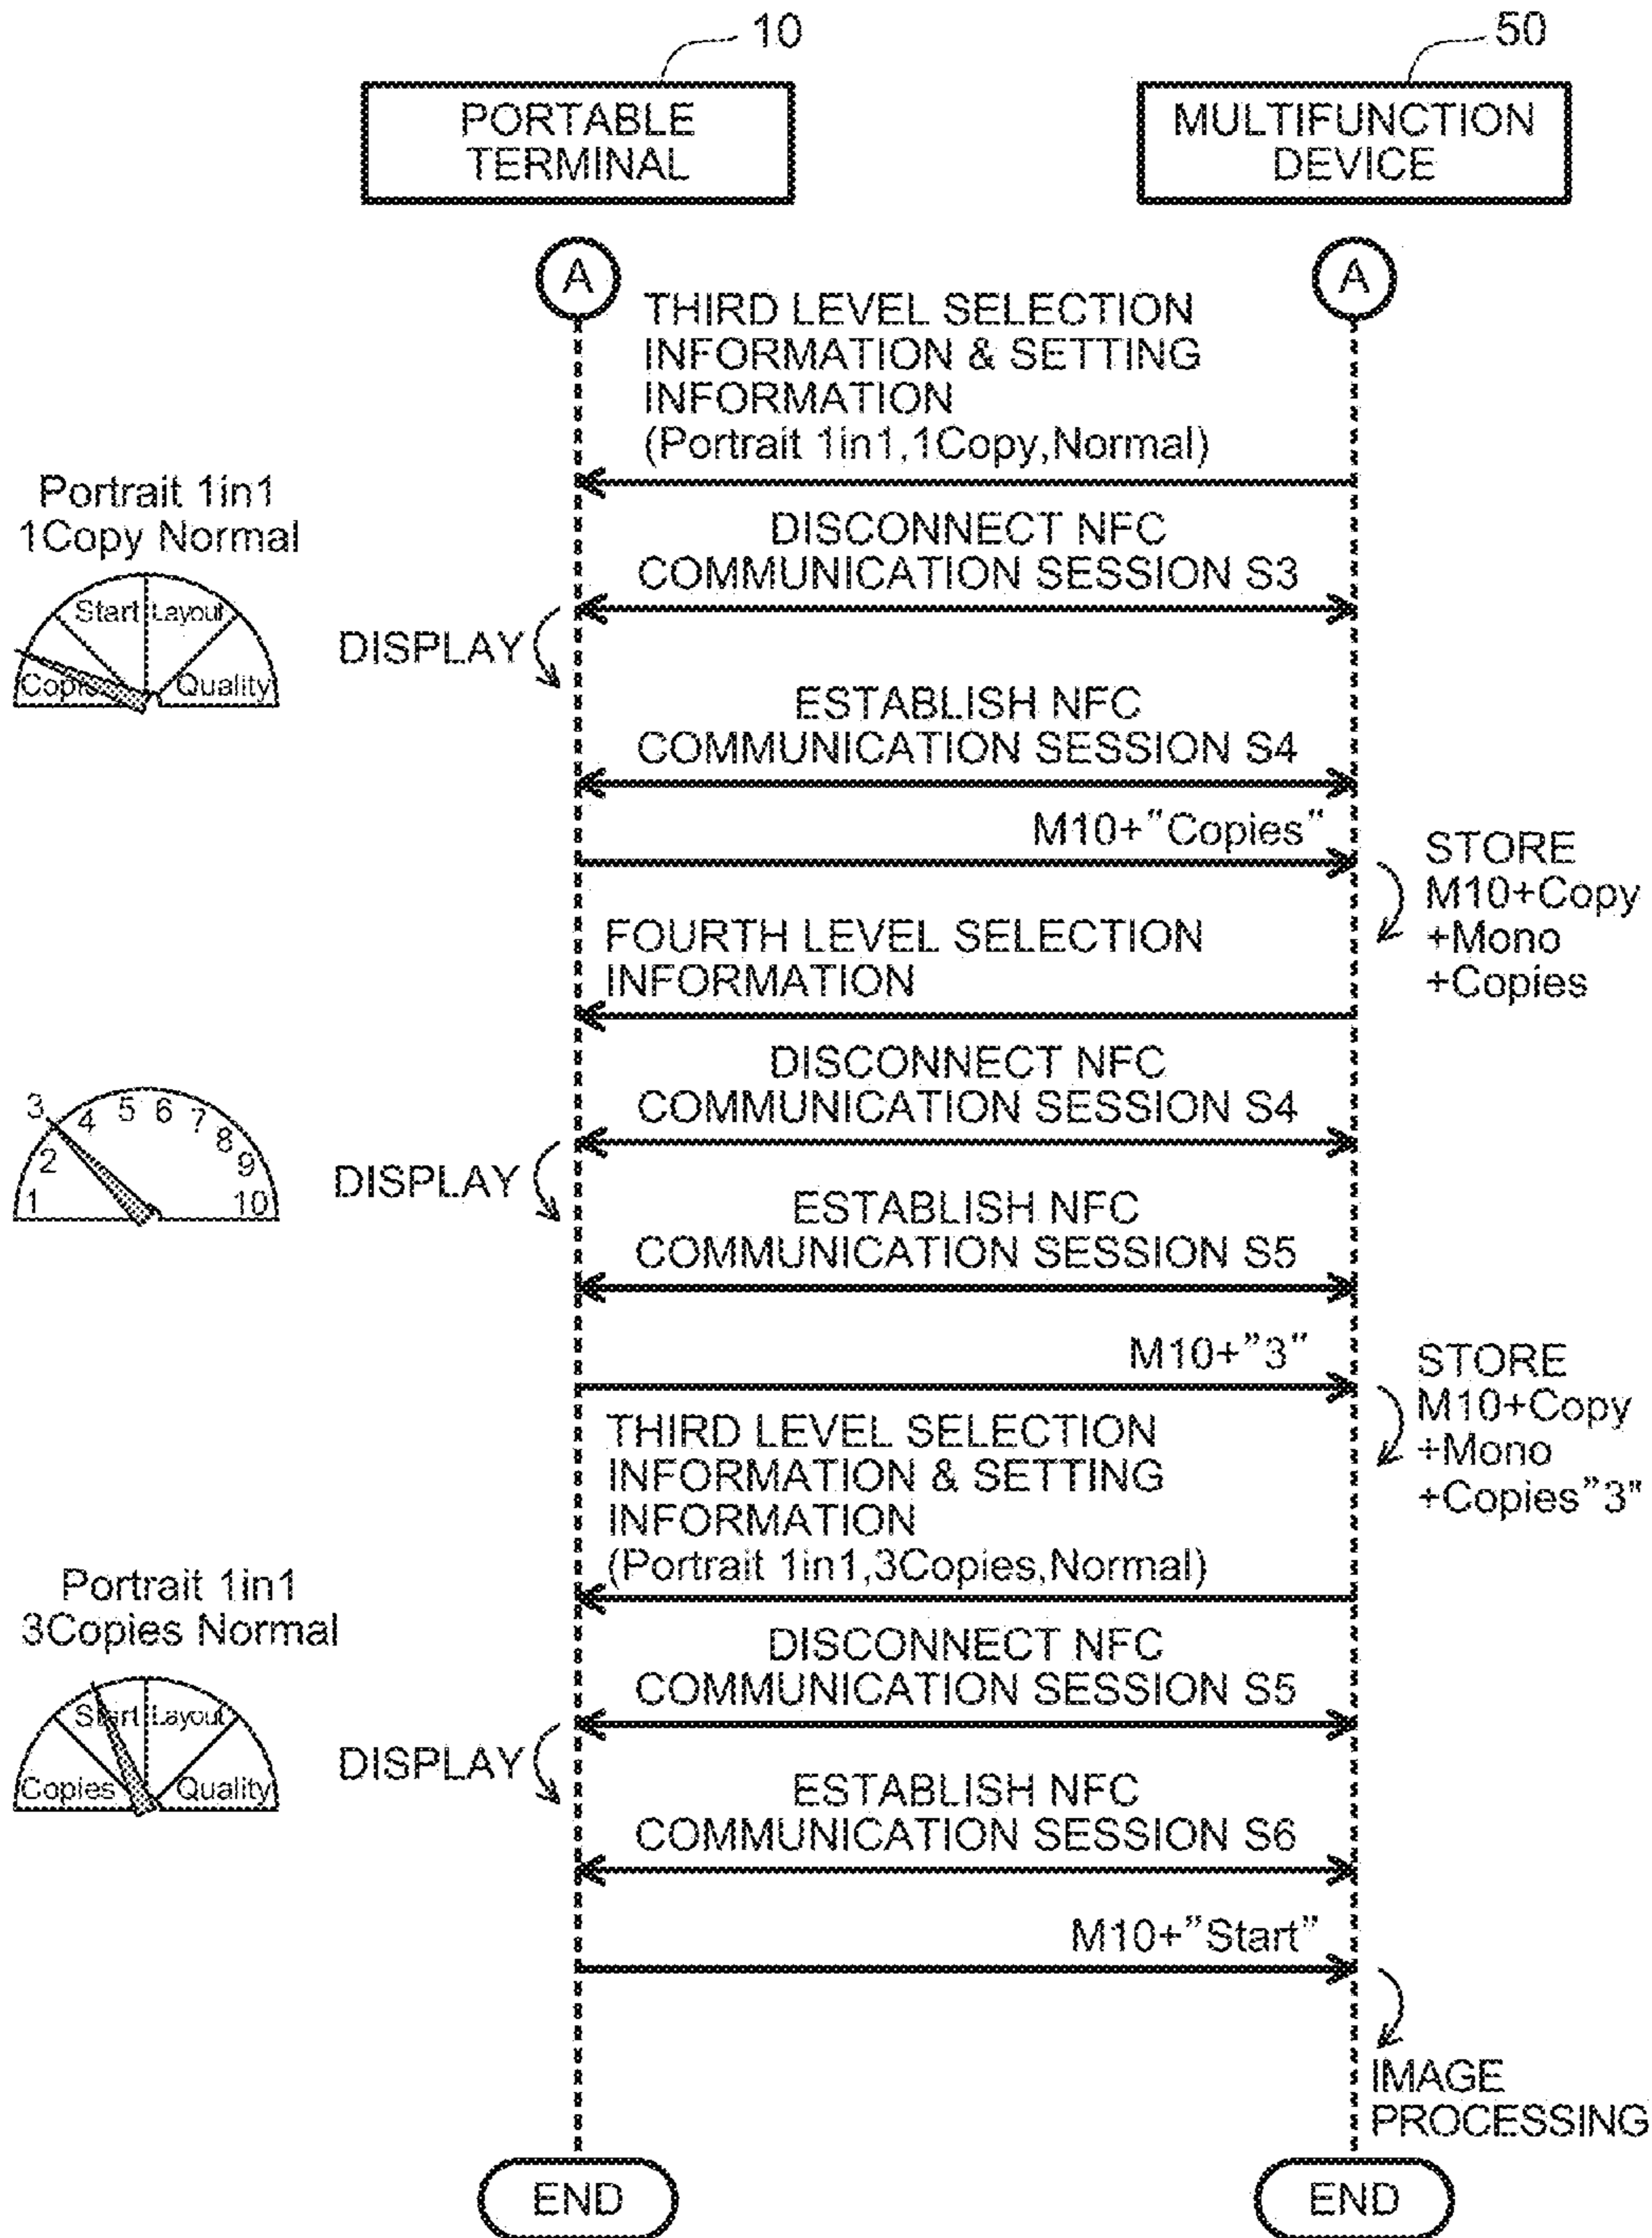 10
50
PORTABLE
TERMINAL
MULTIFUNCTION
DEVICE
A
A
THIRD LEVEL SELECTION
INFORMATION & SETTING
INFORMATION
(Portrait 1in1,1Copy,Normal)
Portrait 1in1
1Copy Normal
Start
Layout
Copies
Quality
DISCONNECT NFC
COMMUNICATION SESSION S3
DISPLAY
ESTABLISH NFC
COMMUNICATION SESSION S4
M10+"Copies"
STORE
M10+Copy
+Mono
+Copies
FOURTH LEVEL SELECTION
INFORMATION
DISCONNECT NFC
COMMUNICATION SESSION S4
1 2 3 4 5 6 7 8 9 10
DISPLAY
ESTABLISH NFC
COMMUNICATION SESSION S5
M10+"3"
STORE
M10+Copy
+Mono
+Copies"3"
THIRD LEVEL SELECTION
INFORMATION & SETTING
INFORMATION
(Portrait 1in1,3Copies,Normal)
Portrait 1in1
3Copies Normal
Start
Layout
Copies
Quality
DISCONNECT NFC
COMMUNICATION SESSION S5
DISPLAY
ESTABLISH NFC
COMMUNICATION SESSION S6
M10+"Start"
IMAGE
PROCESSING
END
END